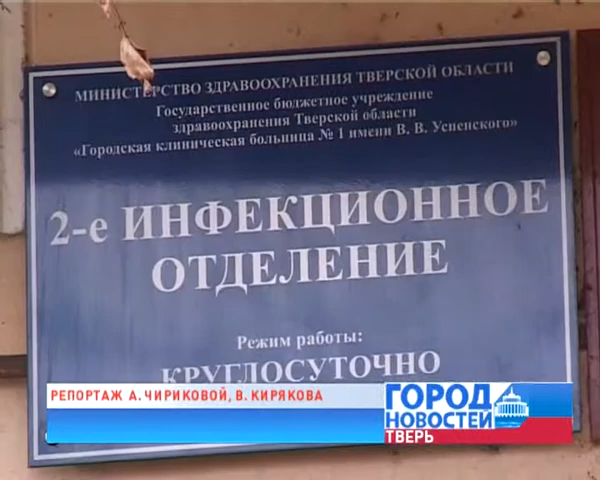 МИНИСТЕРСТВО ЗДРАВООХРАНЕНИЯ ТВЕРСКОЙ ОБЛАСТИ
Государственное бюджетное учреждение
здравоохранения Тверской области
«Городская клиническая больница № 1 имени В. В. Успенского»
2-е ИНФЕКЦИОННОЕ
ОТДЕЛЕНИЕ
Режим работы:
КРУГЛОСУТОЧНО
РЕПОРТАЖ А. ЧИРИКОВОЙ, В. КИРЯКОВА
ГОРОД
НОВОСТЕЙ
ТВЕРЬ